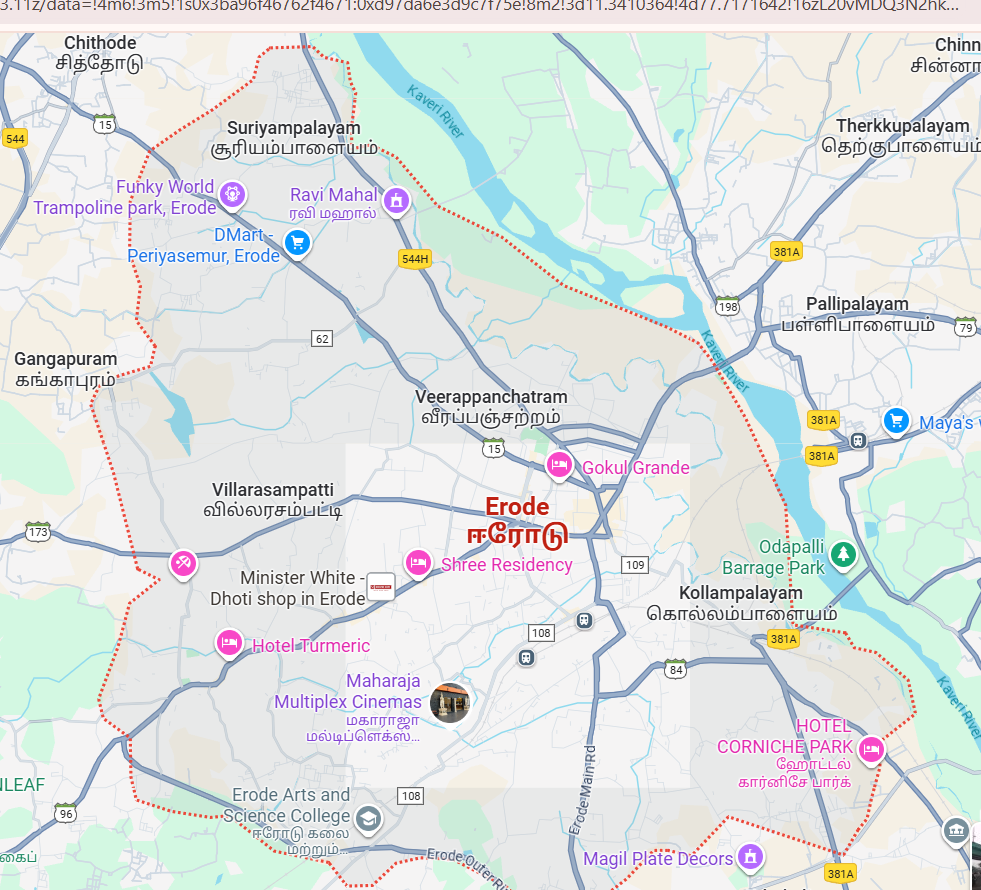 3.11z/data=!4m6!3m5!1s0x3ba96f46762f4671:0xd97da6e3d9c7f75e!8m2!3d11.3410364!4d77.7171642!16zL20vMDQ3N2hk...
Chithode
சித்தோடு
Chinn
சின்னா
Kaveri River
15
544
Suriyampalayam
சூரியம்பாளையம்
Therkkupalayam
தெற்குபாளையம்
Funky World
Trampoline park, Erode
Ravi Mahal
ரவி மஹால்
DMart -
Periyasemur, Erode
544H
381A
198
Pallipalayam
பள்ளிபாளையம்
79
62
Kaveri River
Gangapuram
கங்காபுரம்
Veerappanchatram
வீரப்பஞ்சற்றம்
381A
Maya's
15
381A
Gokul Grande
Villarasampatti
வில்லரசம்பட்டி
Erode
ஈரோடு
173
Odapalli
Barrage Park
Shree Residency
109
Minister White -
Dhoti shop in Erode
Kollampalayam
கொல்லம்பாளையம்
108
381A
Hotel Turmeric
84
Maharaja
Multiplex Cinemas
மகாராஜா
மல்டிப்ளெக்ஸ்...
Kaveri River
HOTEL
CORNICHE PARK
ஹோட்டல்
கார்னிசே பார்க்
Erode Main Rd
NLEAF
96
108
Erode Arts and
Science College
ஈரோடு கலை
மற்றும்...
கைப்
Erode Outer Ri
Magil Plate Decors
381A